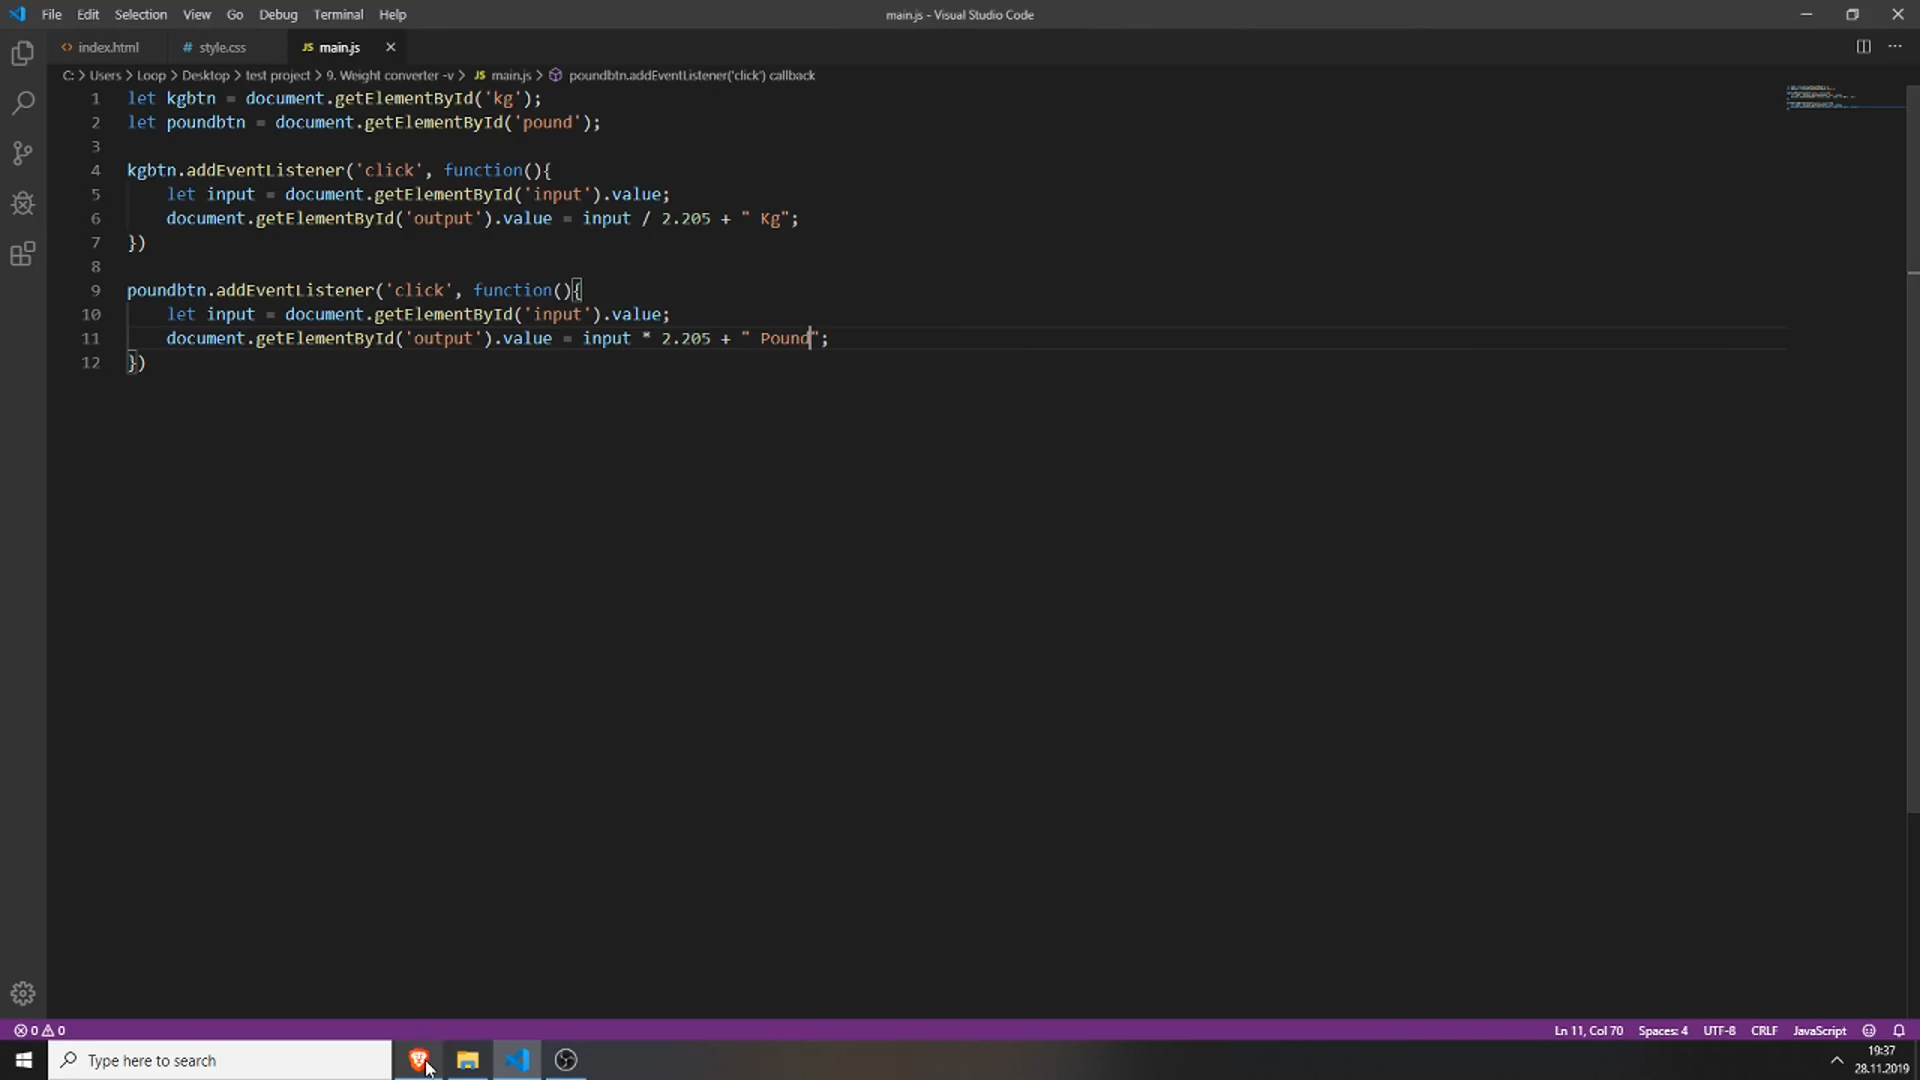 File Edit Selection View Go Debug Terminal Help
main.js - Visual Studio Code
<> index.html # style.css JS main.js
C: > Users > Loop > Desktop > test project > 9. Weight converter -v > JS main.js > poundbtn.addEventListener('click') callback
1 let kgbtn = document.getElementById('kg');
2 let poundbtn = document.getElementById('pound');
3
4 kgbtn.addEventListener('click', function(){
5 let input = document.getElementById('input').value;
6 document.getElementById('output').value = input / 2.205 + " Kg";
7 })
8
9 poundbtn.addEventListener('click', function(){
10 let input = document.getElementById('input').value;
11 document.getElementById('output').value = input * 2.205 + " Pound";
12 })
0 0
Ln 11, Col 70 Spaces: 4 UTF-8 CRLF JavaScript
Type here to search
19:37
28.11.2019